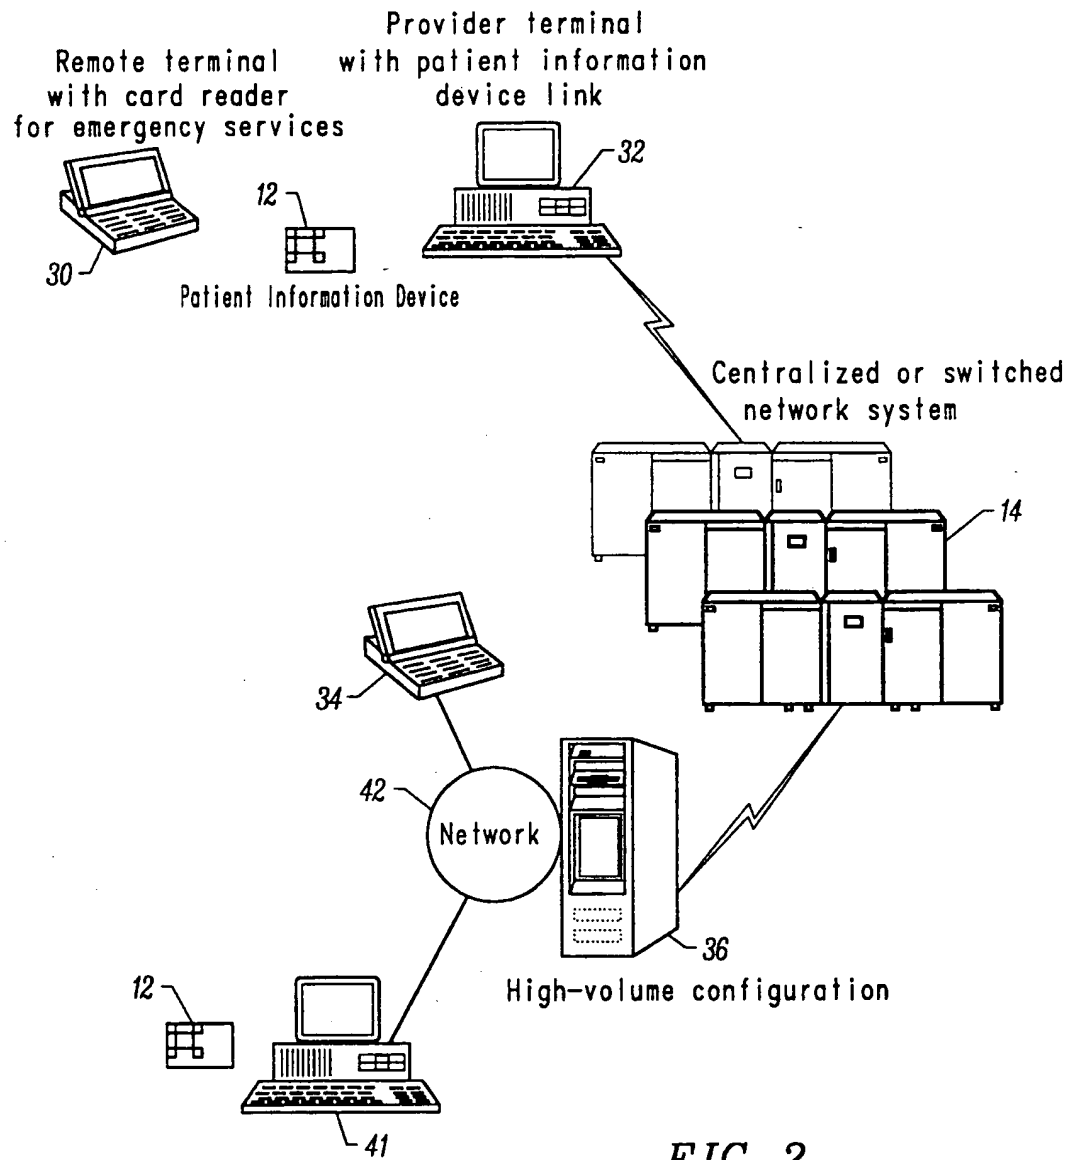 Provider terminal
with patient information
device link
Remote terminal
with card reader
for emergency services
32
12
30
Patient Information Device
Centralized or switched
network system
14
34
42
Network
36
High-volume configuration
12
41
FIG. 2